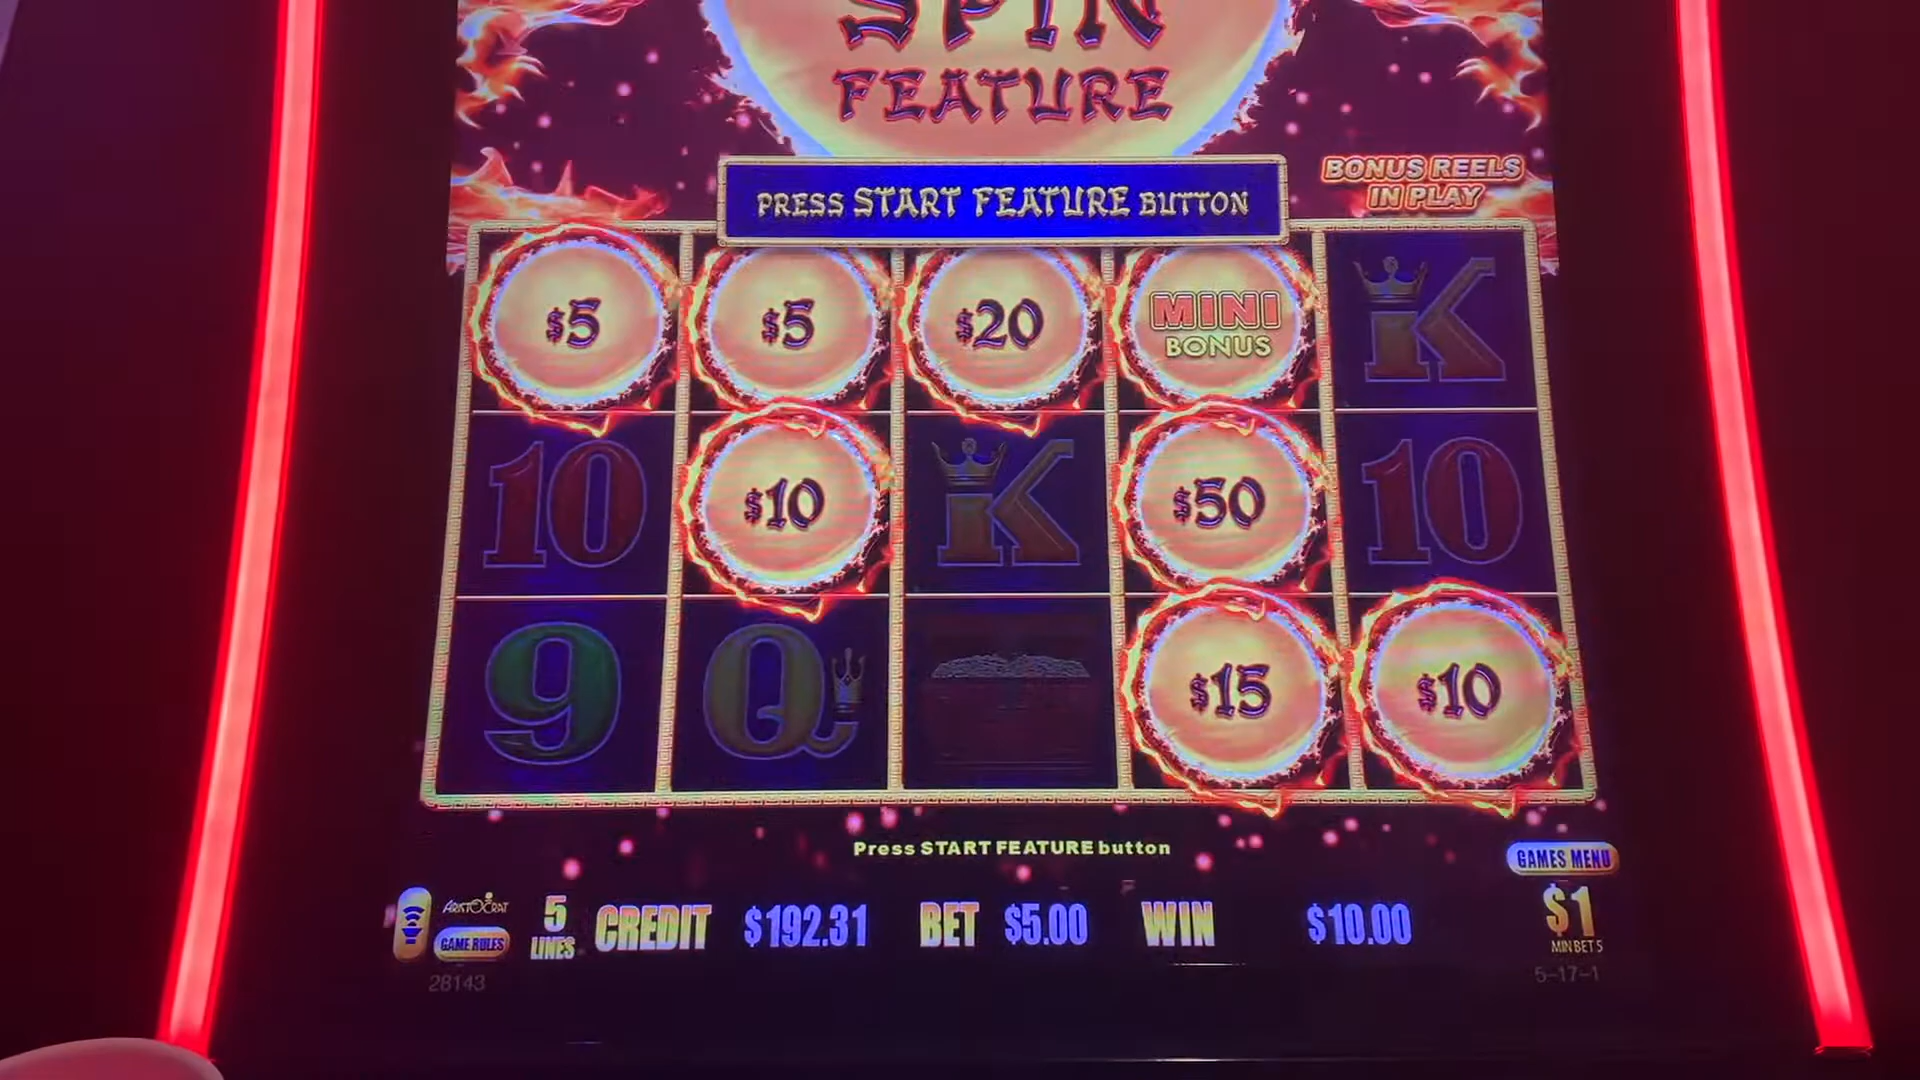 SPIN
FEATURE
PRESS START FEATURE BUTTON
BONUS REELS
IN PLAY
$5
$5
$20
MINI
BONUS
K
10
$10
K
$50
10
9
Q
$15
$10
Press START FEATURE button
GAMES MENU
ARISTOCRAT
GAME RULES
5
LINES
CREDIT $192.31
BET $5.00
WIN $10.00
$1
MIN BET 5
28143
5-17-1